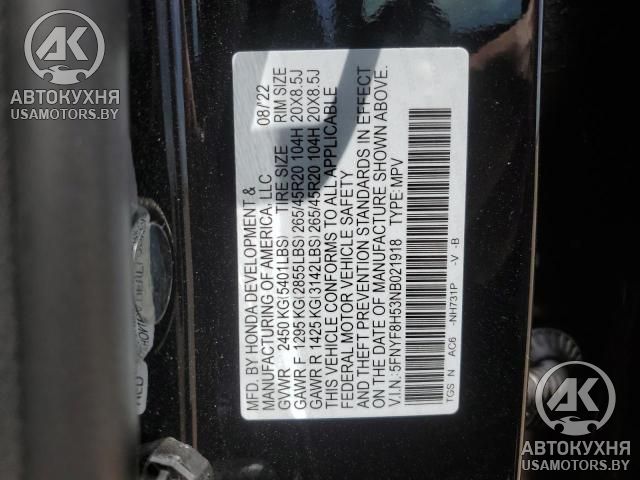 MFD. BY HONDA DEVELOPMENT &
MANUFACTURING OF AMERICA, LLC 08/22
GVWR 2450 KG(5401LBS) TIRE SIZE RIM SIZE
GAWR F 1295 KG(2855LBS)265/45R20 104H 20X8.5J
GAWR R 1425 KG(3142LBS)265/45R20 104H 20X8.5J
THIS VEHICLE CONFORMS TO ALL APPLICABLE
FEDERAL MOTOR VEHICLE SAFETY
AND THEFT PREVENTION STANDARDS IN EFFECT
ON THE DATE OF MANUFACTURE SHOWN ABOVE.
V.I.N.: 5FNYF8H53NB021918 TYPE: MPV
TGS N AC6 -NH731P -V -B
AK
АВТОКУХНЯ
USAMOTORS.BY
AK
АВТОКУХНЯ
USAMOTORS.BY